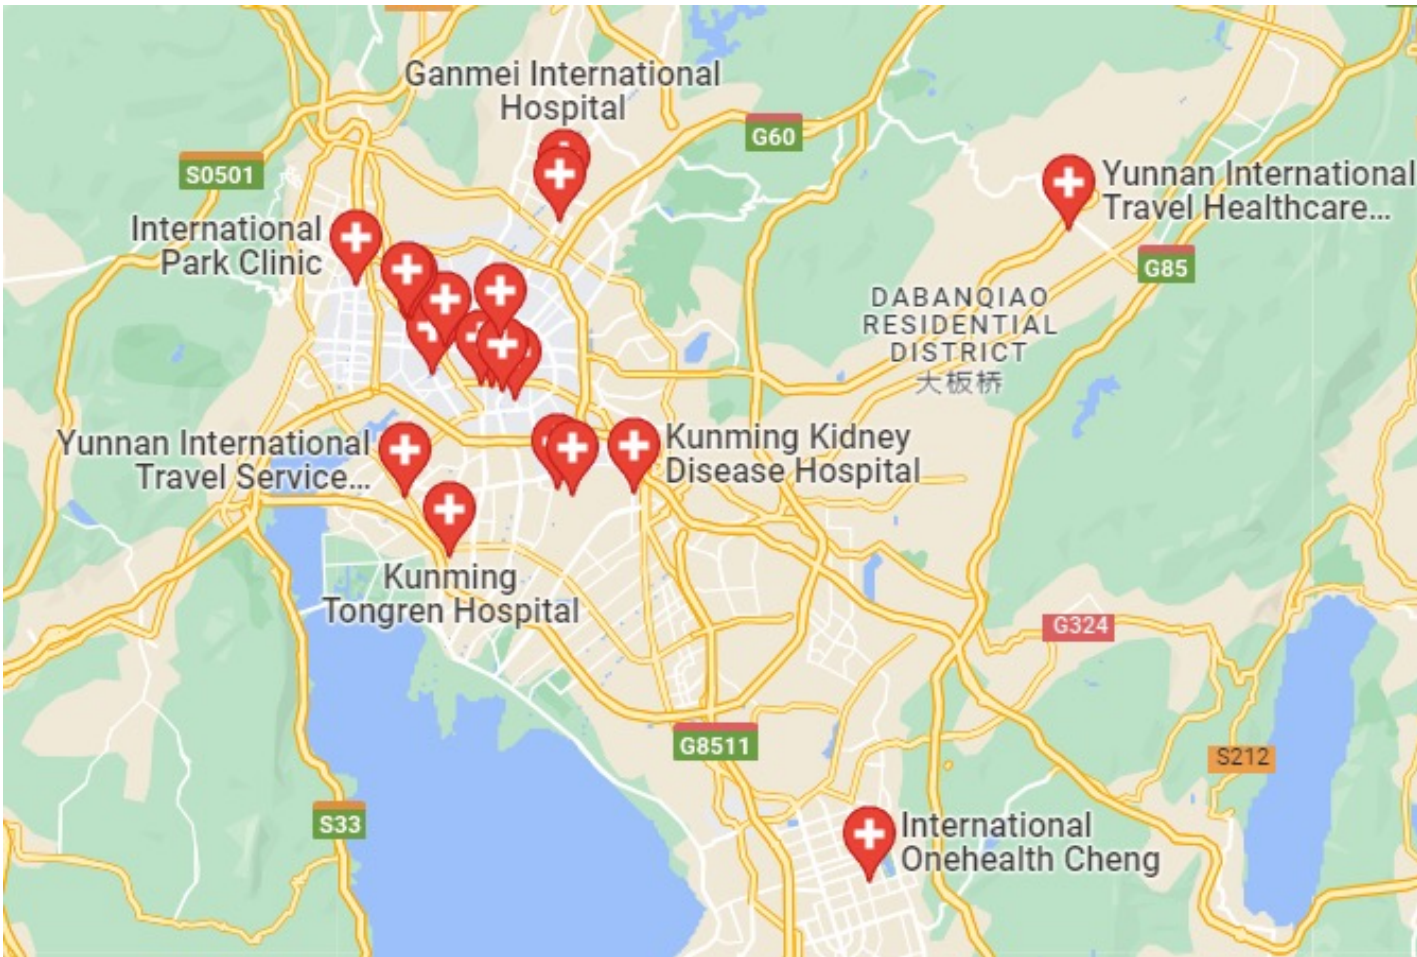 Ganmei International
Hospital
G60
S0501
Yunnan International
Travel Healthcare...
International
Park Clinic
G85
DABANQIAO
RESIDENTIAL
DISTRICT
大板桥
Yunnan International
Travel Service...
Kunming Kidney
Disease Hospital
Kunming
Tongren Hospital
G324
G8511
S212
S33
International
Onehealth Cheng